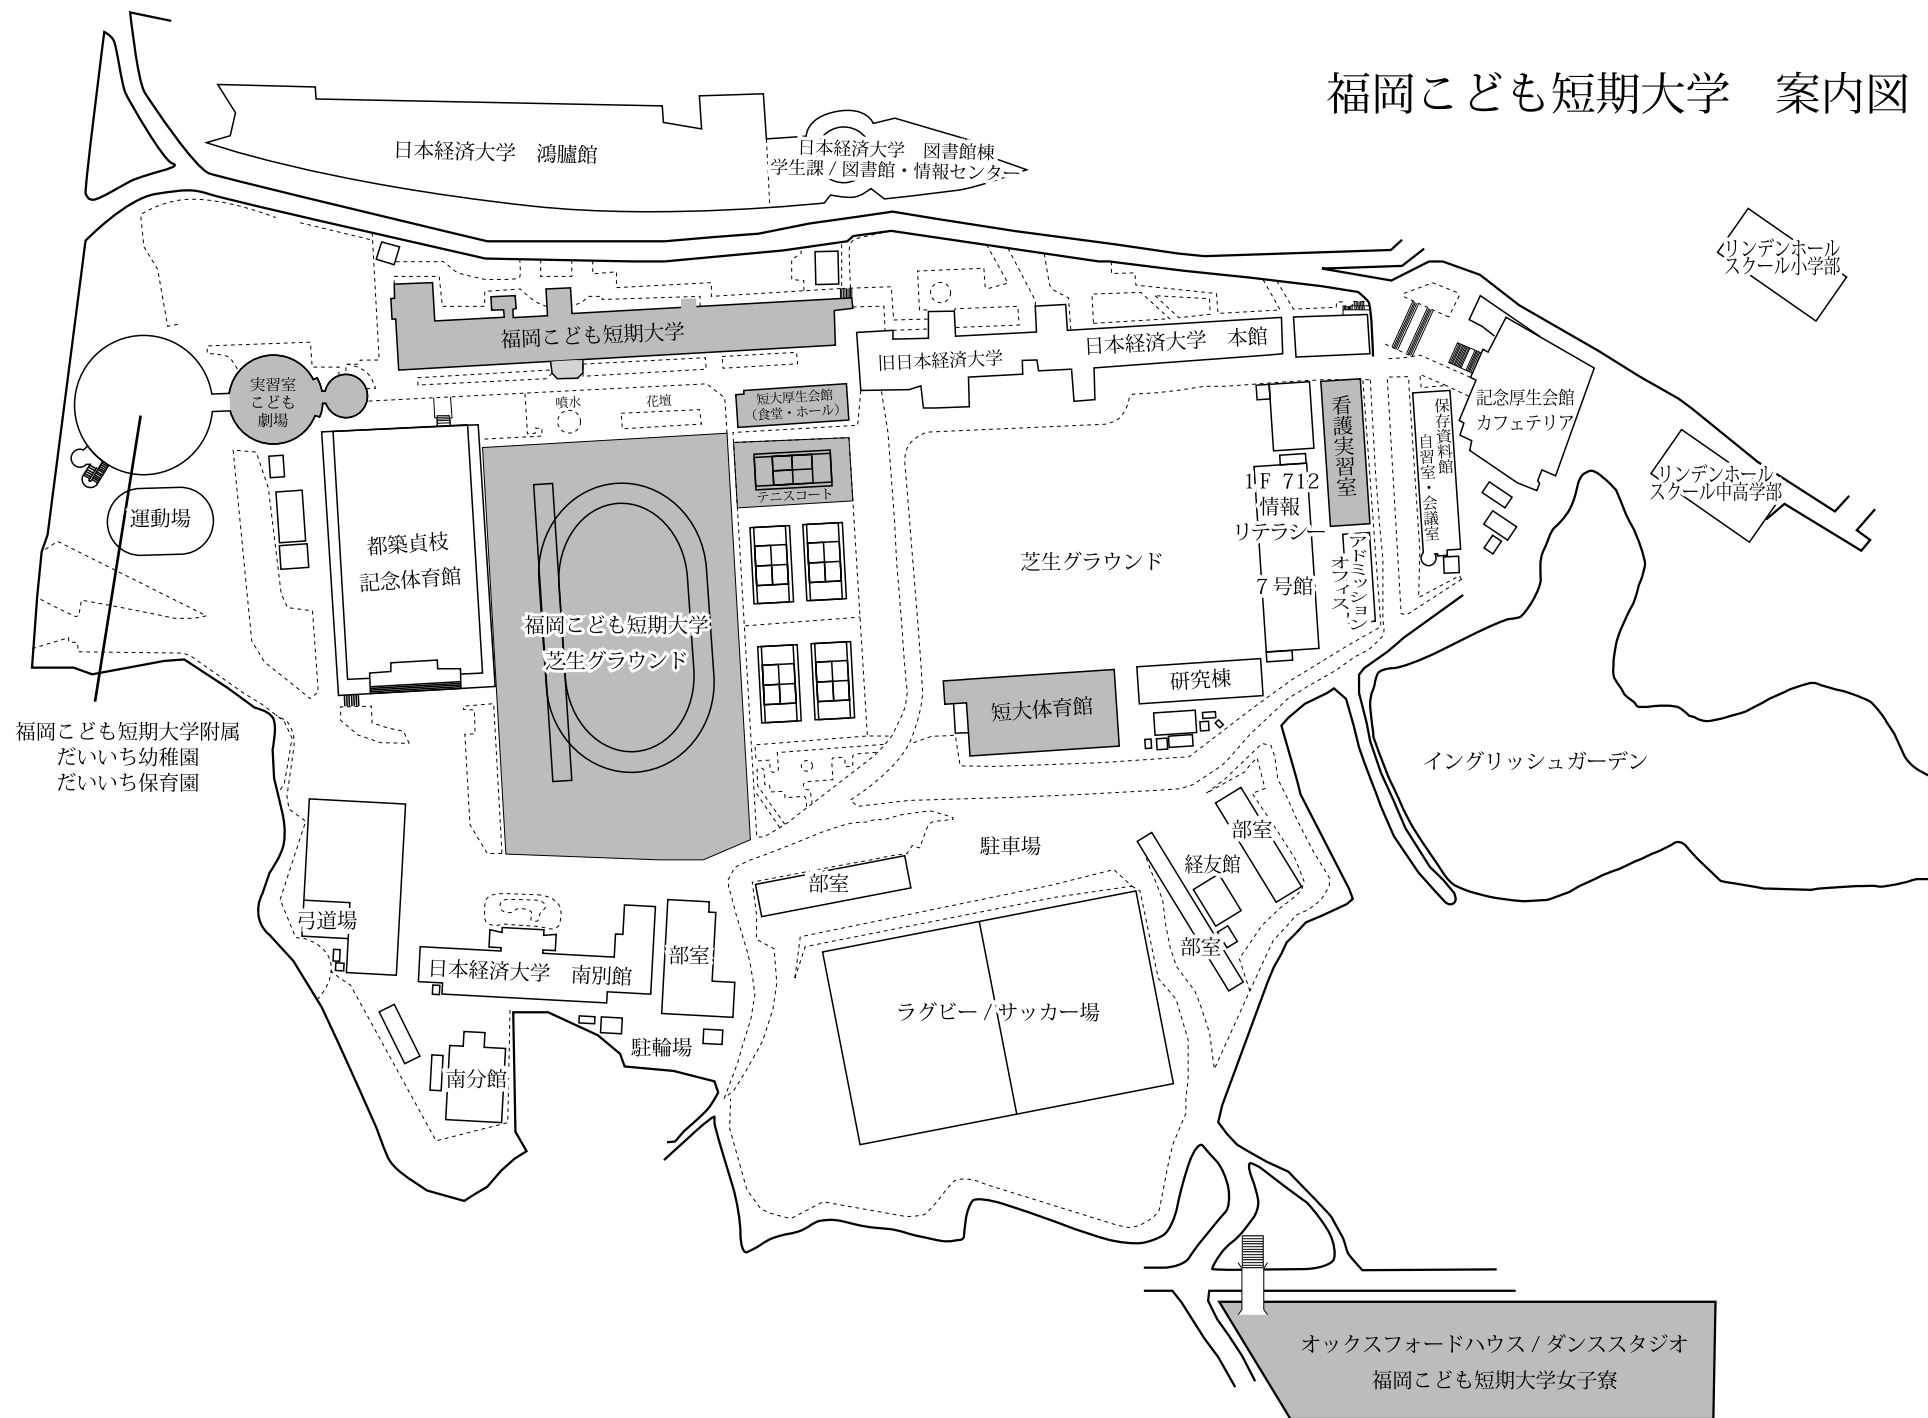 福岡こども短期大学　案内図
日本経済大学　鴻臚館
日本経済大学　図書館棟
学生課 / 図書館・情報センター
リンデンホール
スクール小学部
福岡こども短期大学
旧日本経済大学
日本経済大学　本館
実習室
こども
劇場
噴水
花壇
短大厚生会館
（食堂・ホール）
看護実習室
保存資料館
自習室・会議室
記念厚生会館
カフェテリア
リンデンホール
スクール中高学部
テニスコート
1F 712
情報
リテラシー
7 号館
アドミッション
オフィス
運動場
都築貞枝
記念体育館
芝生グラウンド
福岡こども短期大学
芝生グラウンド
研究棟
短大体育館
福岡こども短期大学附属
だいいち幼稚園
だいいち保育園
イングリッシュガーデン
部室
駐車場
経友館
部室
弓道場
部室
部室
日本経済大学　南別館
ラグビー / サッカー場
駐輪場
南分館
オックスフォードハウス / ダンススタジオ
福岡こども短期大学女子寮